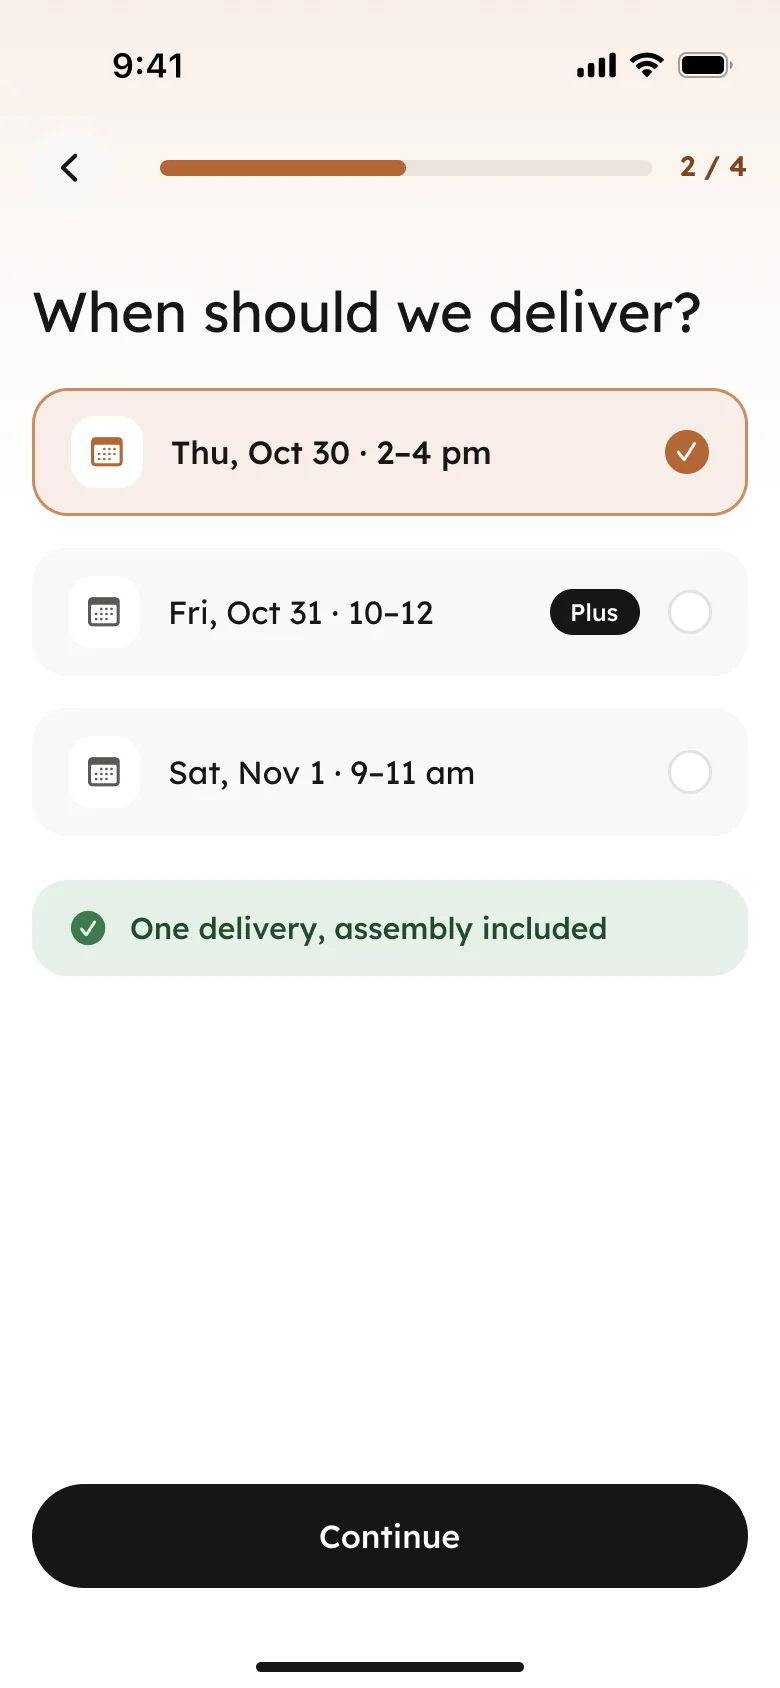 9:41
2 / 4
When should we deliver?
Thu, Oct 30 · 2–4 pm
Fri, Oct 31 · 10–12
Plus
Sat, Nov 1 · 9–11 am
One delivery, assembly included
Continue